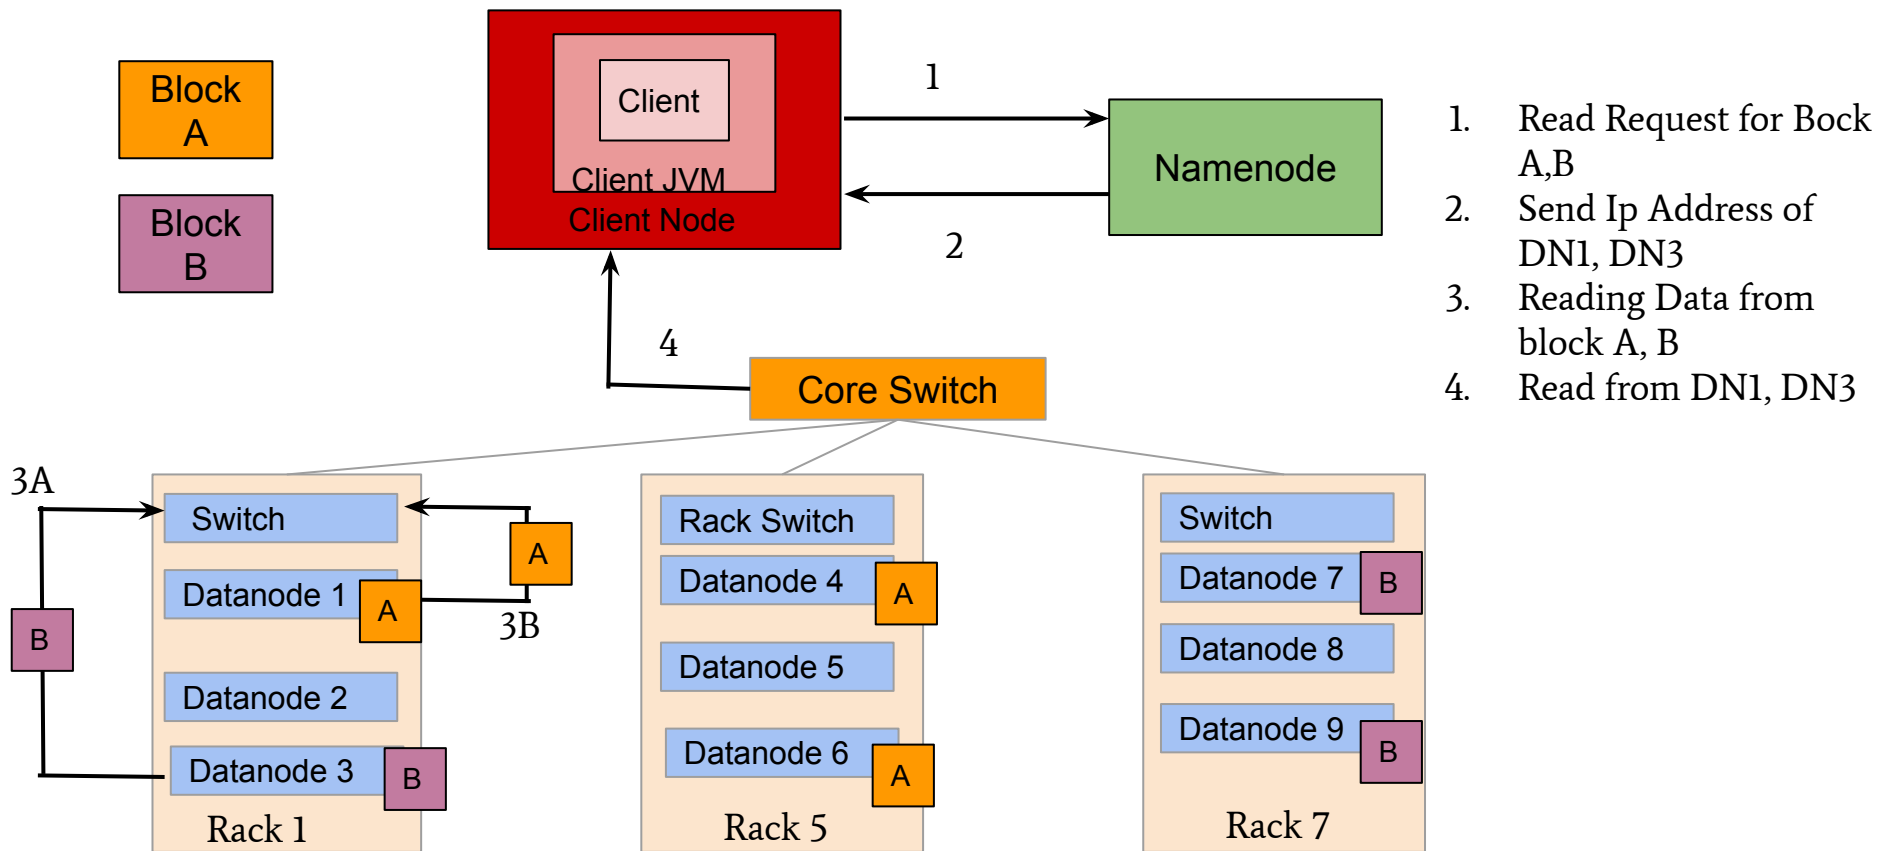 Block
A
Block
B
Client
Client JVM
Client Node
1
2
Namenode
1. Read Request for Bock
A,B
2. Send Ip Address of
DN1, DN3
3. Reading Data from
block A, B
4. Read from DN1, DN3
4
Core Switch
3A
Switch
A
Datanode 1
A
3B
B
Datanode 2
Datanode 3
B
Rack 1
Rack Switch
Datanode 4
A
Datanode 5
Datanode 6
A
Rack 5
Switch
Datanode 7
B
Datanode 8
Datanode 9
B
Rack 7